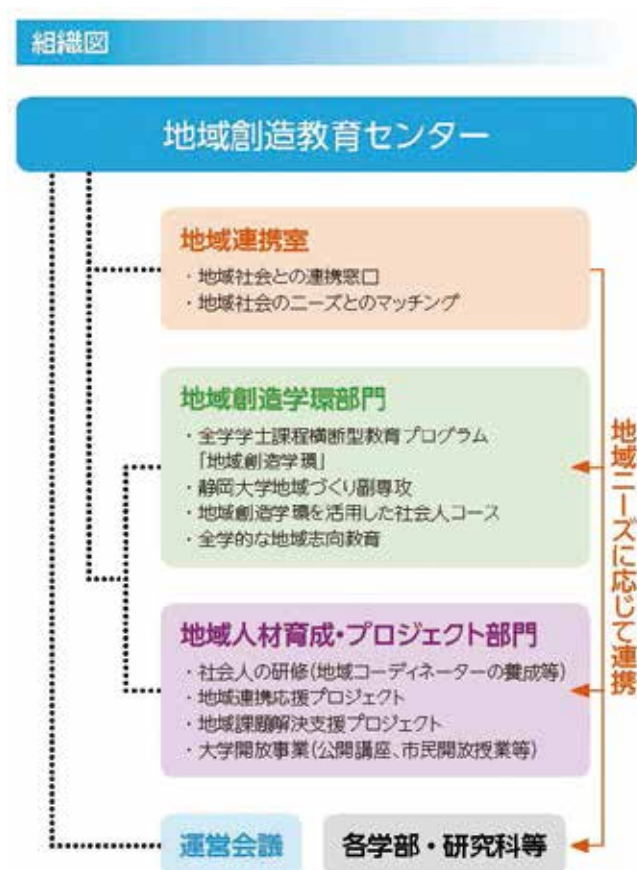 組織図
地域創造教育センター
地域連携室
・地域社会との連携窓口
・地域社会のニーズとのマッチング
地域創造学環部門
・全学学士課程横断型教育プログラム
「地域創造学環」
・静岡大学地域づくり副専攻
・地域創造学環を活用した社会人コース
・全学的な地域志向教育
地域人材育成・プロジェクト部門
・社会人の研修(地域コーディネーターの養成等)
・地域連携応援プロジェクト
・地域課題解決支援プロジェクト
・大学開放事業(公開講座、市民開放授業等)
地域ニーズに応じて連携
運営会議
各学部・研究科等